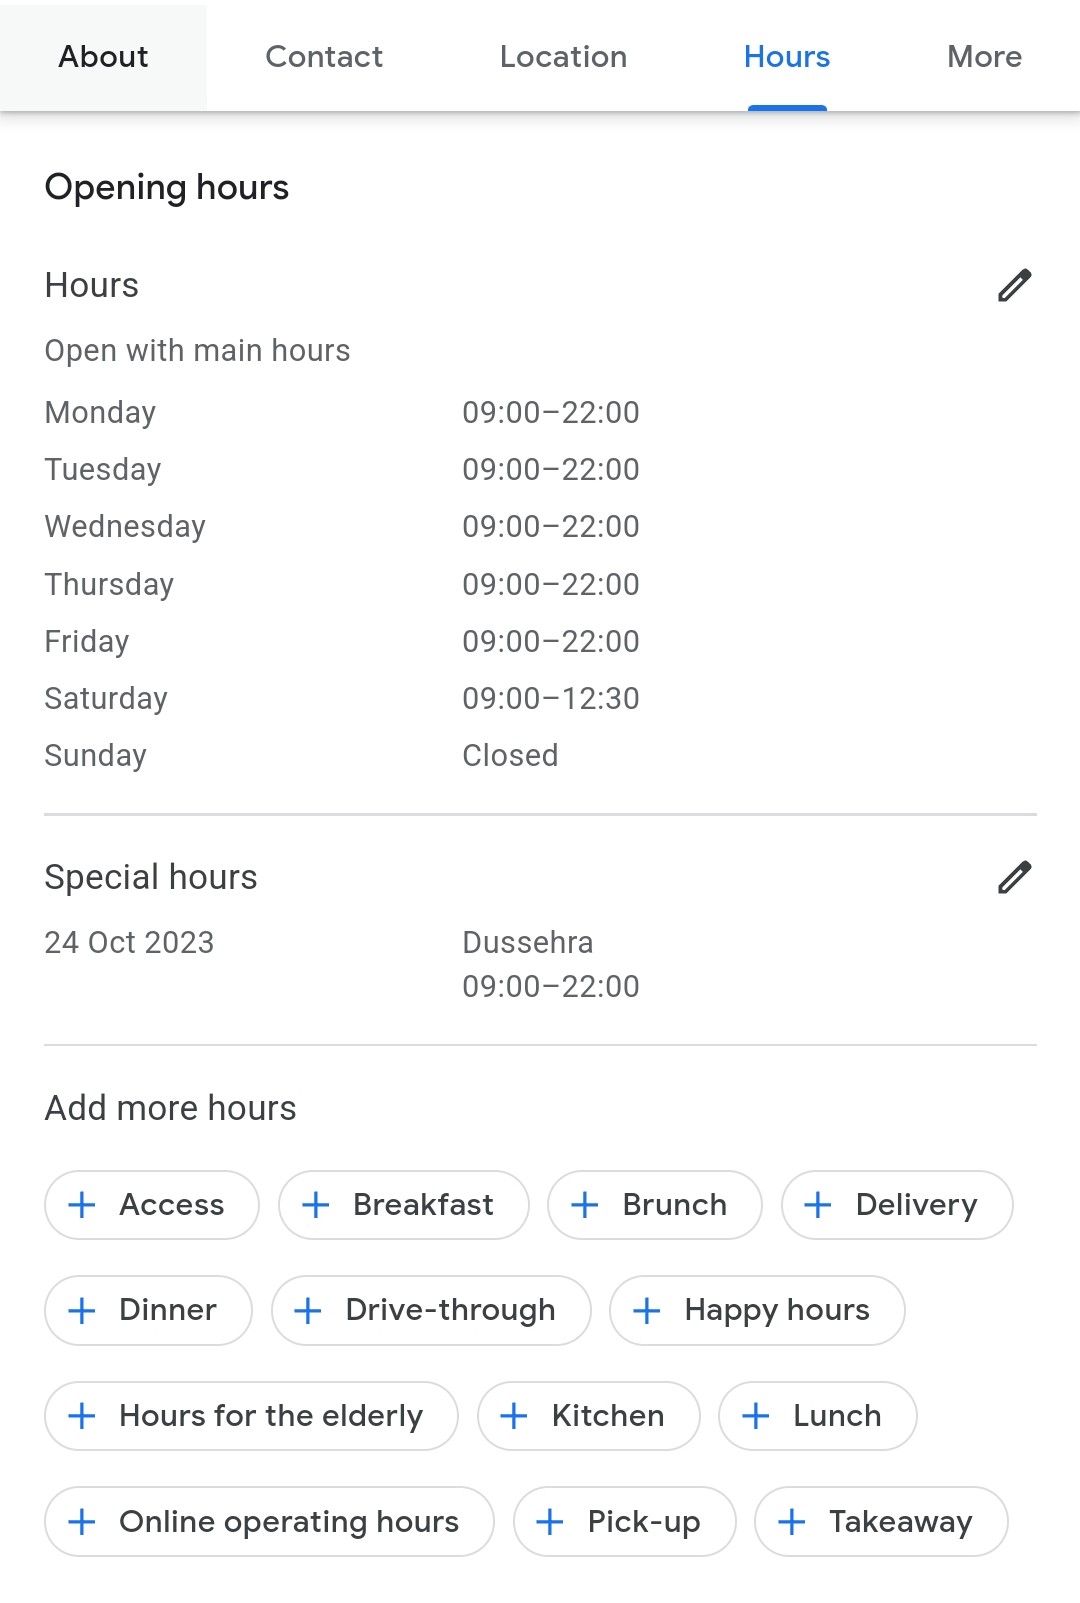 About Contact Location Hours More
Opening hours
Hours
Open with main hours
Monday 09:00–22:00
Tuesday 09:00–22:00
Wednesday 09:00–22:00
Thursday 09:00–22:00
Friday 09:00–22:00
Saturday 09:00–12:30
Sunday Closed
Special hours
24 Oct 2023 Dussehra
09:00–22:00
Add more hours
+ Access + Breakfast + Brunch + Delivery
+ Dinner + Drive-through + Happy hours
+ Hours for the elderly + Kitchen + Lunch
+ Online operating hours + Pick-up + Takeaway